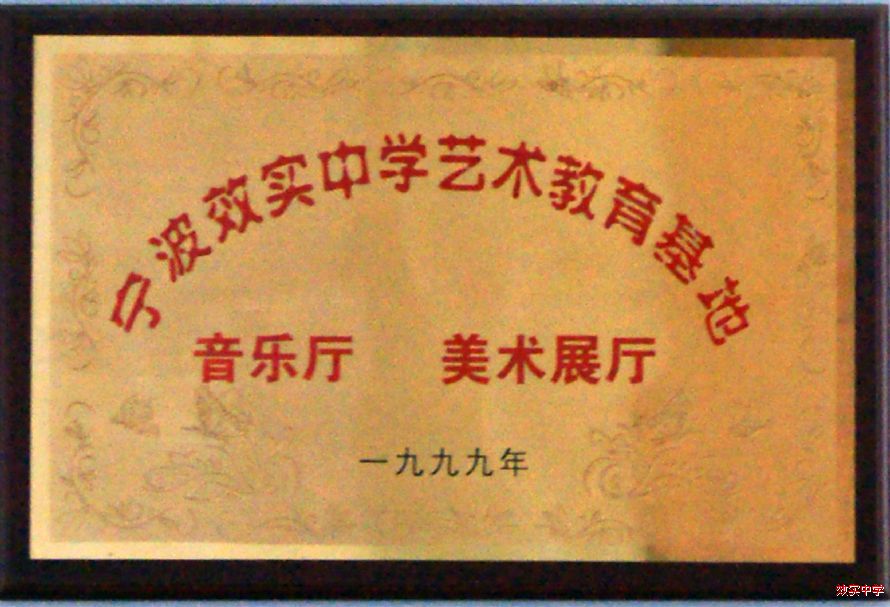 宁波效实中学艺术教育基地
音乐厅 美术展厅
一九九九年
效实中学